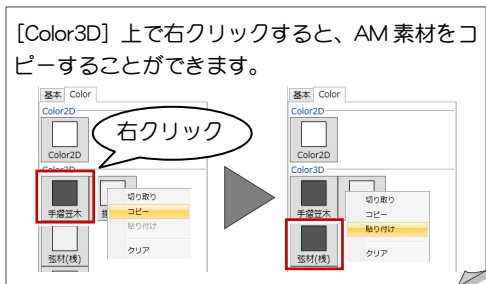 [Color3D] 上で右クリックすると、AM 素材をコ
ピーすることができます。
基本 Color
Color2D
Color2D
Color3D
右クリック
手摺笠木
弦材(桟)
切り取り
コピー
貼り付け
クリア
基本 Color
Color2D
Color2D
Color3D
手摺笠木
弦材(桟)
切り取り
コピー
貼り付け
クリア